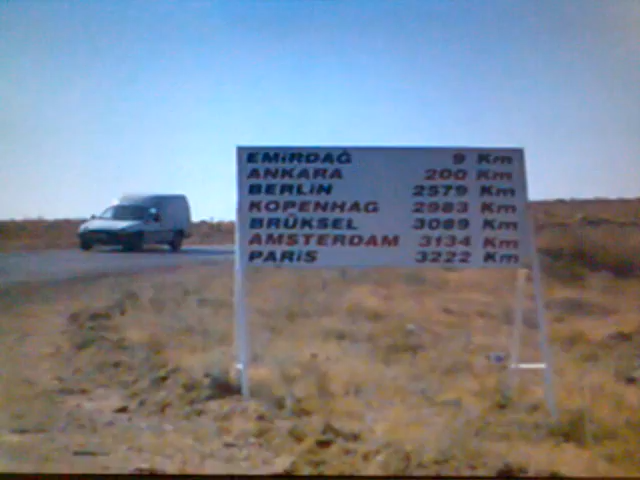 EMİRDAĞ 9 Km
ANKARA 200 Km
BERLİN 2579 Km
KOPENHAG 2983 Km
BRÜKSEL 3089 Km
AMSTERDAM 3134 Km
PARİS 3222 Km